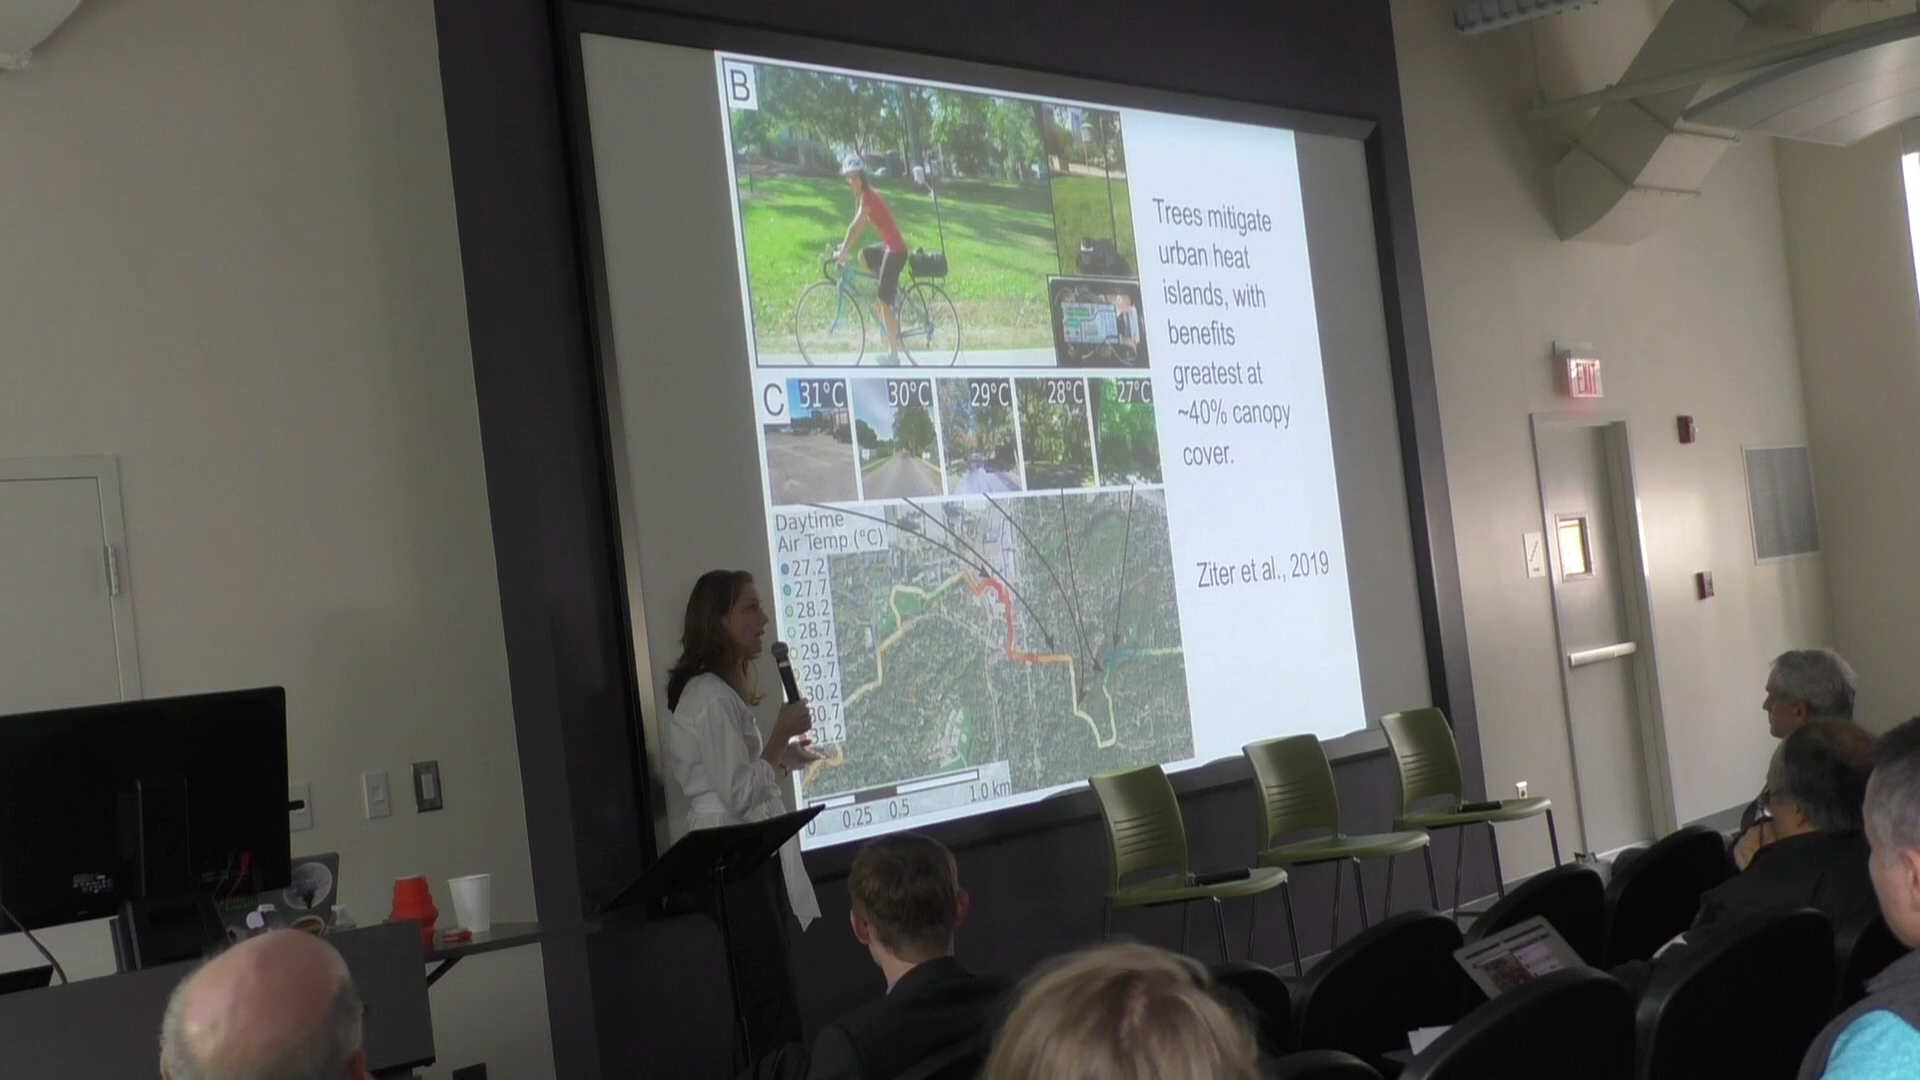 B
C
31°C
30°C
29°C
28°C
27°C
Daytime
Air Temp (°C)
27.2
27.7
28.2
28.7
29.2
29.7
30.2
30.7
31.2
0
0.25
0.5
1.0 km
Trees mitigate
urban heat
islands, with
benefits
greatest at
~40% canopy
cover.
Ziter et al., 2019
EXIT